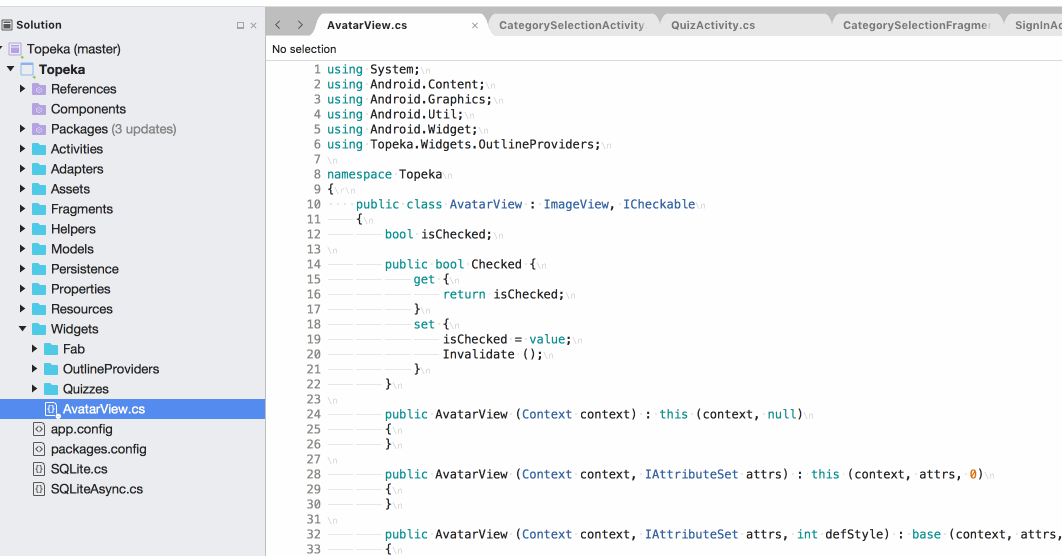 Solution
Topeka (master)
Topeka
References
Components
Packages (3 updates)
Activities
Adapters
Assets
Fragments
Helpers
Models
Persistence
Properties
Resources
Widgets
Fab
OutlineProviders
Quizzes
AvatarView.cs
app.config
packages.config
SQLite.cs
SQLiteAsync.cs
AvatarView.cs CategorySelectionActivity QuizActivity.cs CategorySelectionFragme SignInAc
No selection
1 using System;\n
2 using Android.Content;\n
3 using Android.Graphics;\n
4 using Android.Util;\n
5 using Android.Widget;\n
6 using Topeka.Widgets.OutlineProviders;\n
7 \n
8 namespace Topeka\n
9 {\r\n
10 public class AvatarView : ImageView, ICheckable\n
11 {\n
12 bool isChecked;\n
13 \n
14 public bool Checked {\n
15 get {\n
16 return isChecked;\n
17 }\n
18 set {\n
19 isChecked = value;\n
20 Invalidate ();\n
21 }\n
22 }\n
23 \n
24 public AvatarView (Context context) : this (context, null)\n
25 {\n
26 }\n
27 \n
28 public AvatarView (Context context, IAttributeSet attrs) : this (context, attrs, 0)\n
29 {\n
30 }\n
31 \n
32 public AvatarView (Context context, IAttributeSet attrs, int defStyle) : base (context, attrs,
33 {\n